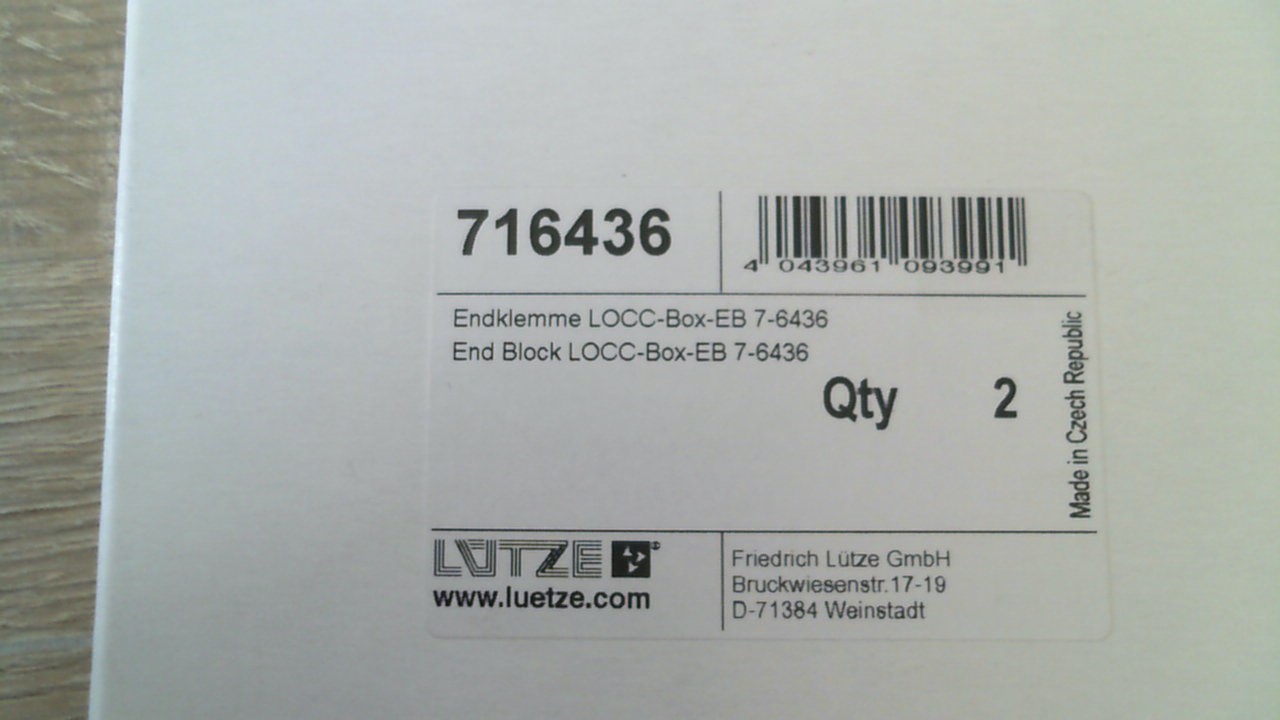 716436
4 043961 093991
Endklemme LOCC-Box-EB 7-6436
End Block LOCC-Box-EB 7-6436
Qty 2
Made in Czech Republic
LÜTZE
www.luetze.com
Friedrich Lütze GmbH
Bruckwiesenstr.17-19
D-71384 Weinstadt